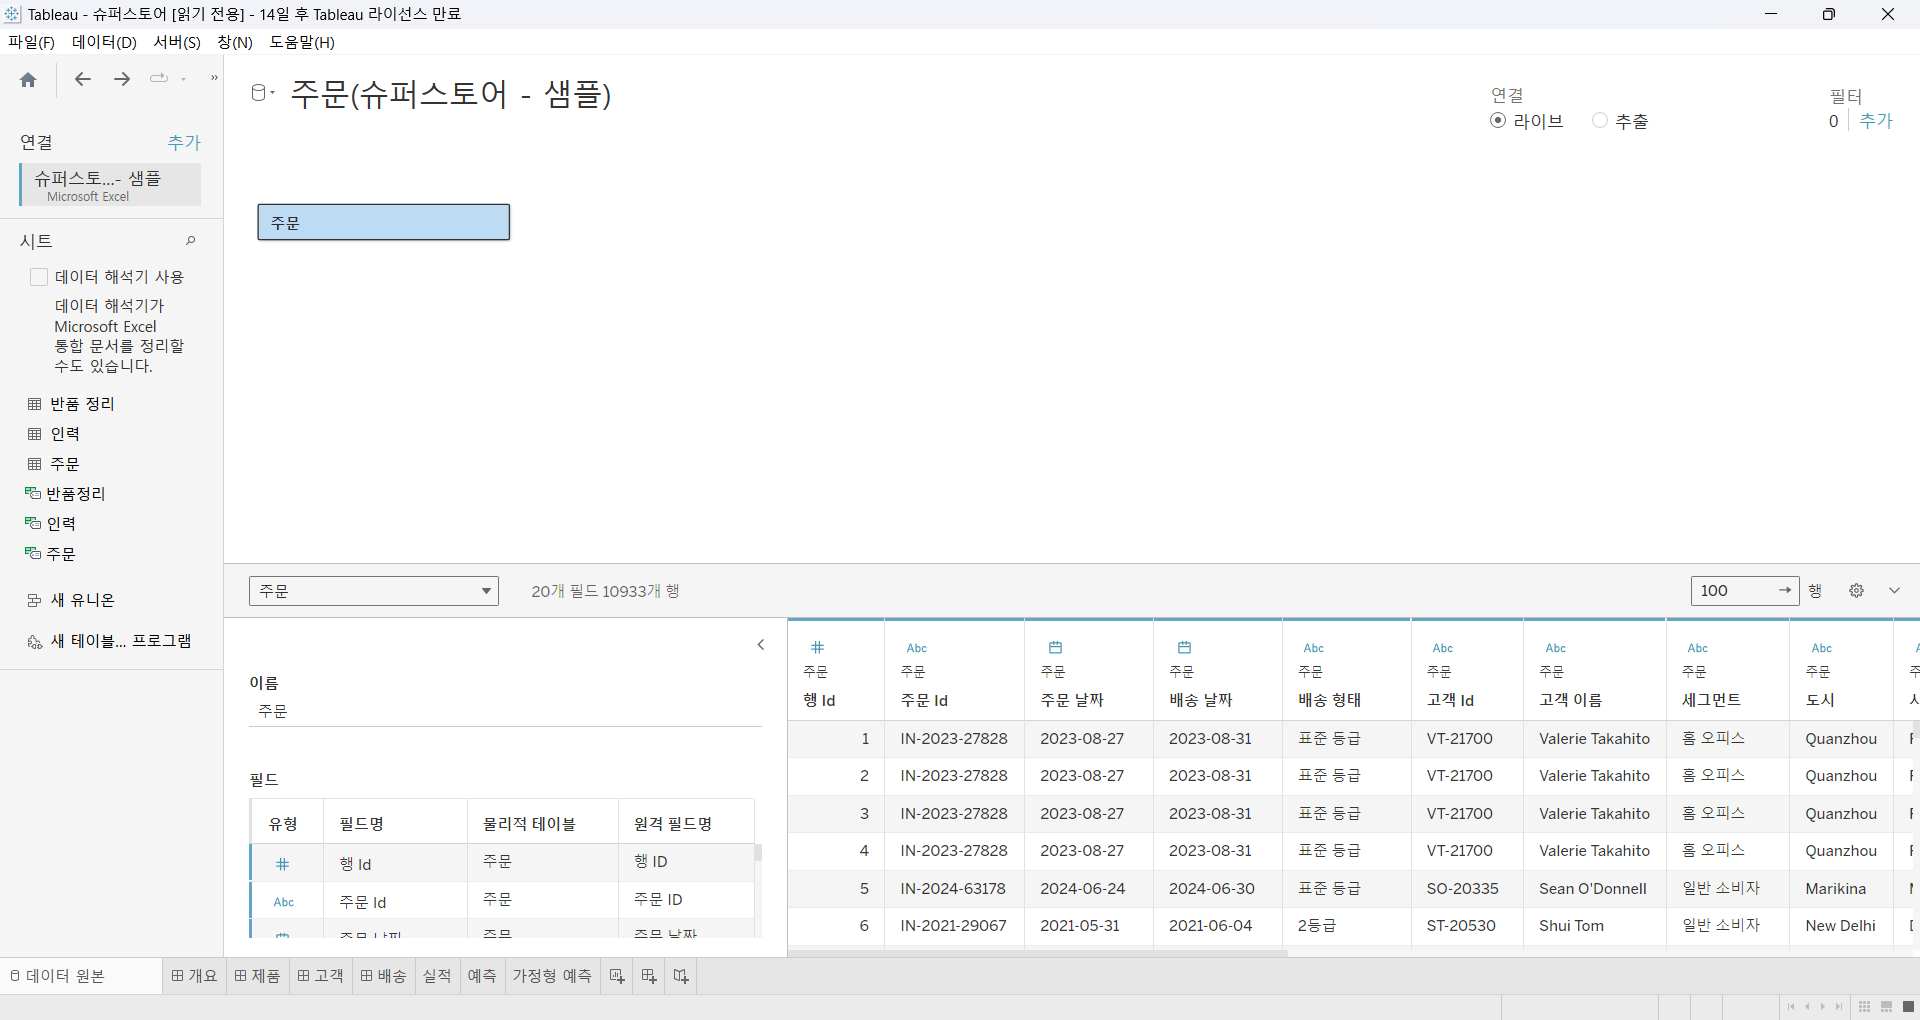 Tableau - 슈퍼스토어 [읽기 전용] - 14일 후 Tableau 라이선스 만료
파일(F) 데이터(D) 서버(S) 창(N) 도움말(H)
주문(슈퍼스토어 - 샘플)
연결
라이브 추출
필터
0 추가
연결 추가
슈퍼스토...- 샘플
Microsoft Excel
시트
데이터 해석기 사용
데이터 해석기가
Microsoft Excel
통합 문서를 정리할
수도 있습니다.
반품 정리
인력
주문
반품정리
인력
주문
새 유니온
새 테이블... 프로그램
주문
주문 20개 필드 10933개 행 100 행
이름
주문
필드
유형 필드명 물리적 테이블 원격 필드명
행 Id 주문 행 ID
Abc 주문 Id 주문 주문 ID
주문 날짜 주문 주문 날짜
Abc Abc Abc Abc Abc Abc
주문 주문 주문 주문 주문 주문 주문 주문 주문
행 Id 주문 Id 주문 날짜 배송 날짜 배송 형태 고객 Id 고객 이름 세그먼트 도시
1 IN-2023-27828 2023-08-27 2023-08-31 표준 등급 VT-21700 Valerie Takahito 홈 오피스 Quanzhou
2 IN-2023-27828 2023-08-27 2023-08-31 표준 등급 VT-21700 Valerie Takahito 홈 오피스 Quanzhou
3 IN-2023-27828 2023-08-27 2023-08-31 표준 등급 VT-21700 Valerie Takahito 홈 오피스 Quanzhou
4 IN-2023-27828 2023-08-27 2023-08-31 표준 등급 VT-21700 Valerie Takahito 홈 오피스 Quanzhou
5 IN-2024-63178 2024-06-24 2024-06-30 표준 등급 SO-20335 Sean O'Donnell 일반 소비자 Marikina
6 IN-2021-29067 2021-05-31 2021-06-04 2등급 ST-20530 Shui Tom 일반 소비자 New Delhi
데이터 원본 개요 제품 고객 배송 실적 예측 가정형 예측